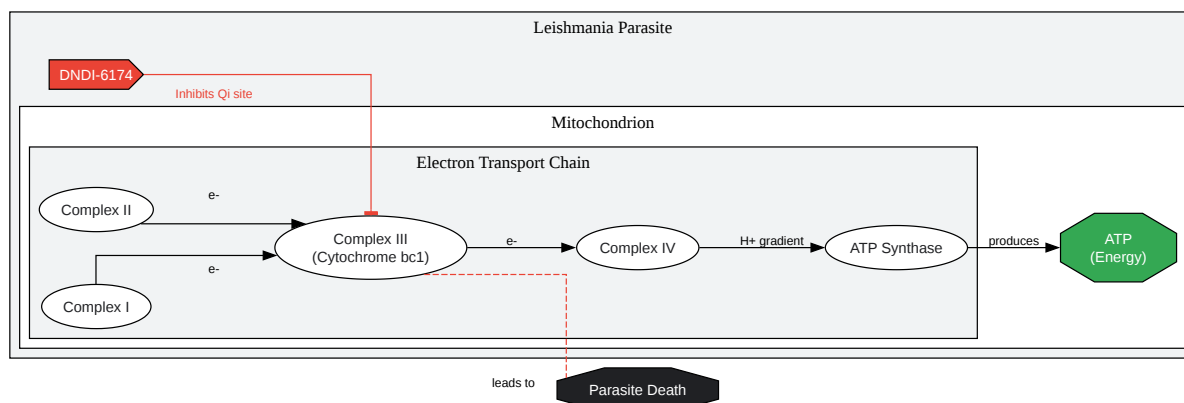 Leishmania Parasite
DNDI-6174
Inhibits Qi site
Mitochondrion
Electron Transport Chain
Complex II
e-
Complex III
(Cytochrome bc1)
e-
Complex IV
H+ gradient
ATP Synthase
produces
ATP
(Energy)
e-
Complex I
leads to
Parasite Death